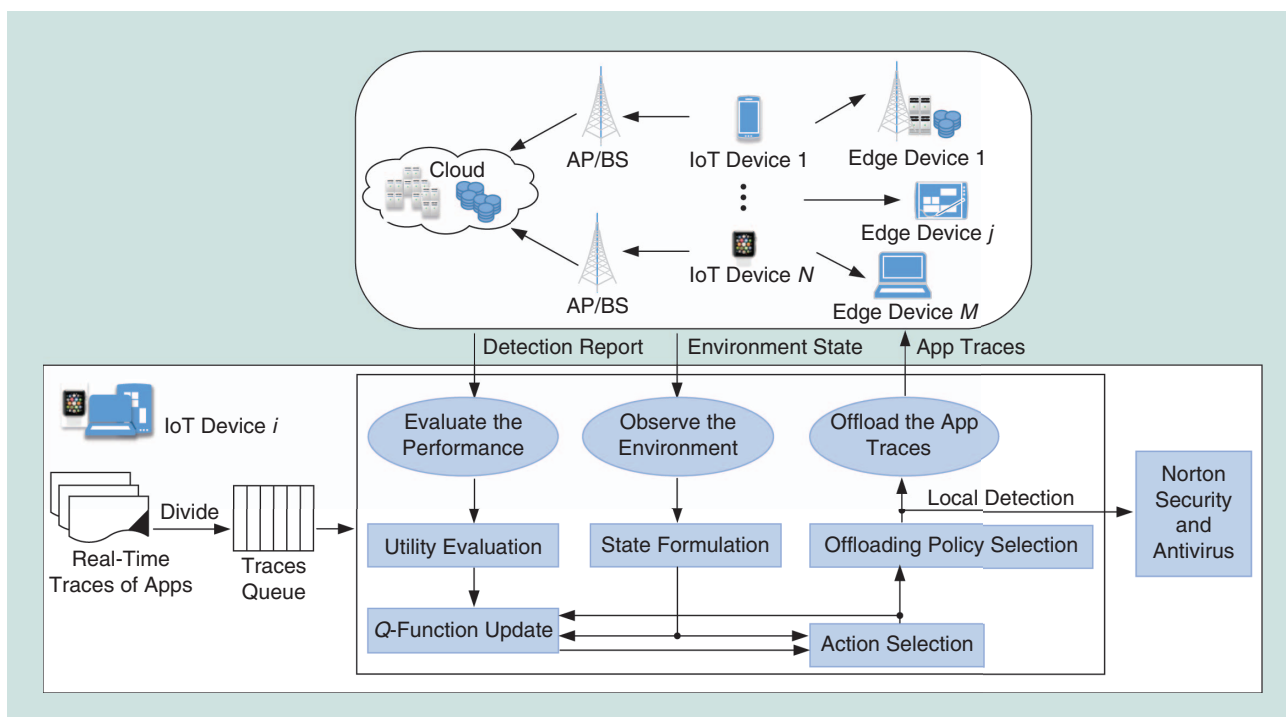 Cloud
AP/BS
IoT Device 1
Edge Device 1
Edge Device j
AP/BS
IoT Device N
Edge Device M
Detection Report
Environment State
App Traces
IoT Device i
Evaluate the
Performance
Observe the
Environment
Offload the App
Traces
Divide
Real-Time
Traces of Apps
Traces
Queue
Local Detection
Norton
Security
and
Antivirus
Utility Evaluation
State Formulation
Offloading Policy Selection
Q-Function Update
Action Selection